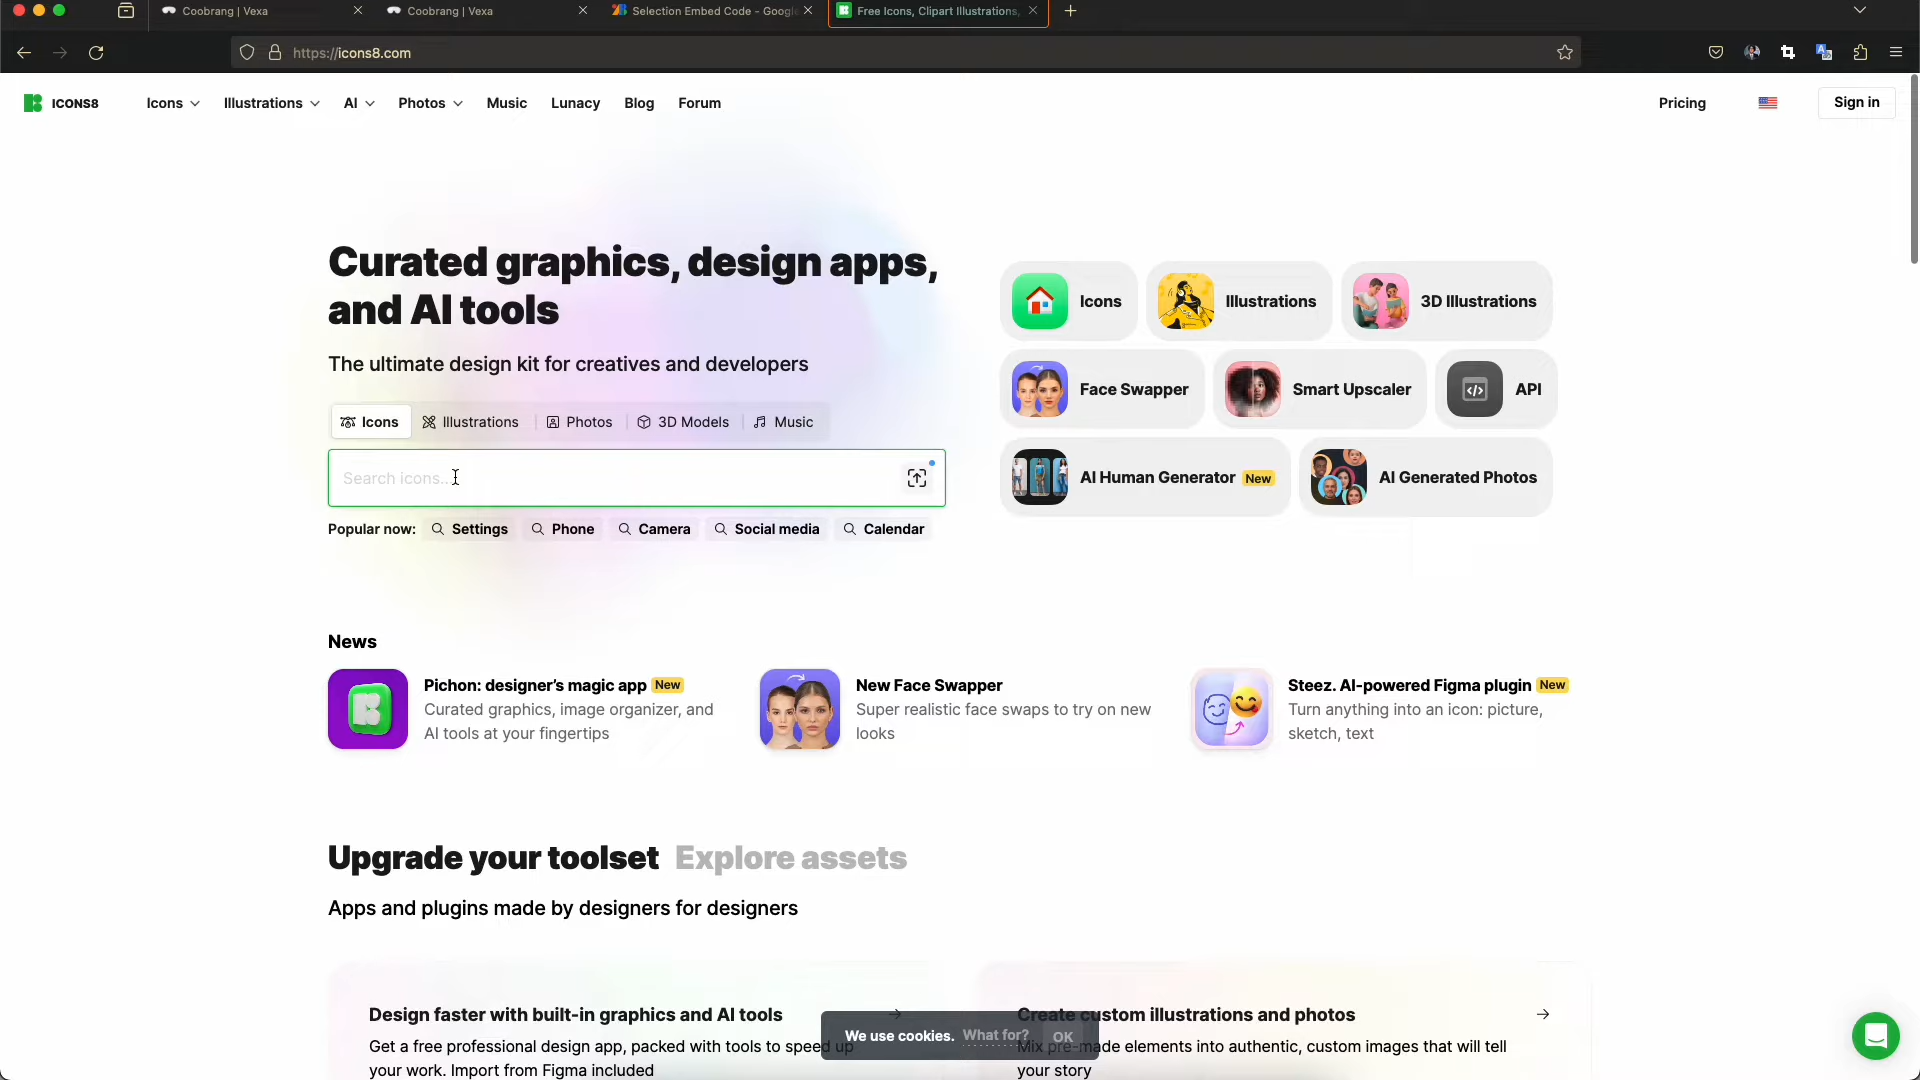 Coobrang | Vexa
Coobrang | Vexa
Selection Embed Code - Google
Free Icons, Clipart Illustrations,
https://icons8.com
ICONS8
Icons
Illustrations
AI
Photos
Music
Lunacy
Blog
Forum
Pricing
Sign in
Curated graphics, design apps,
and AI tools
The ultimate design kit for creatives and developers
Icons
Illustrations
Photos
3D Models
Music
Search icons...
Popular now:
Settings
Phone
Camera
Social media
Calendar
Icons
Illustrations
3D Illustrations
Face Swapper
Smart Upscaler
API
AI Human Generator New
AI Generated Photos
News
Pichon: designer’s magic app New
Curated graphics, image organizer, and
AI tools at your fingertips
New Face Swapper
Super realistic face swaps to try on new
looks
Steez. AI-powered Figma plugin New
Turn anything into an icon: picture,
sketch, text
Upgrade your toolset Explore assets
Apps and plugins made by designers for designers
Design faster with built-in graphics and AI tools
Get a free professional design app, packed with tools to speed up
your work. Import from Figma included
Create custom illustrations and photos
Mix pre-made elements into authentic, custom images that will tell
your story
We use cookies. What for? OK